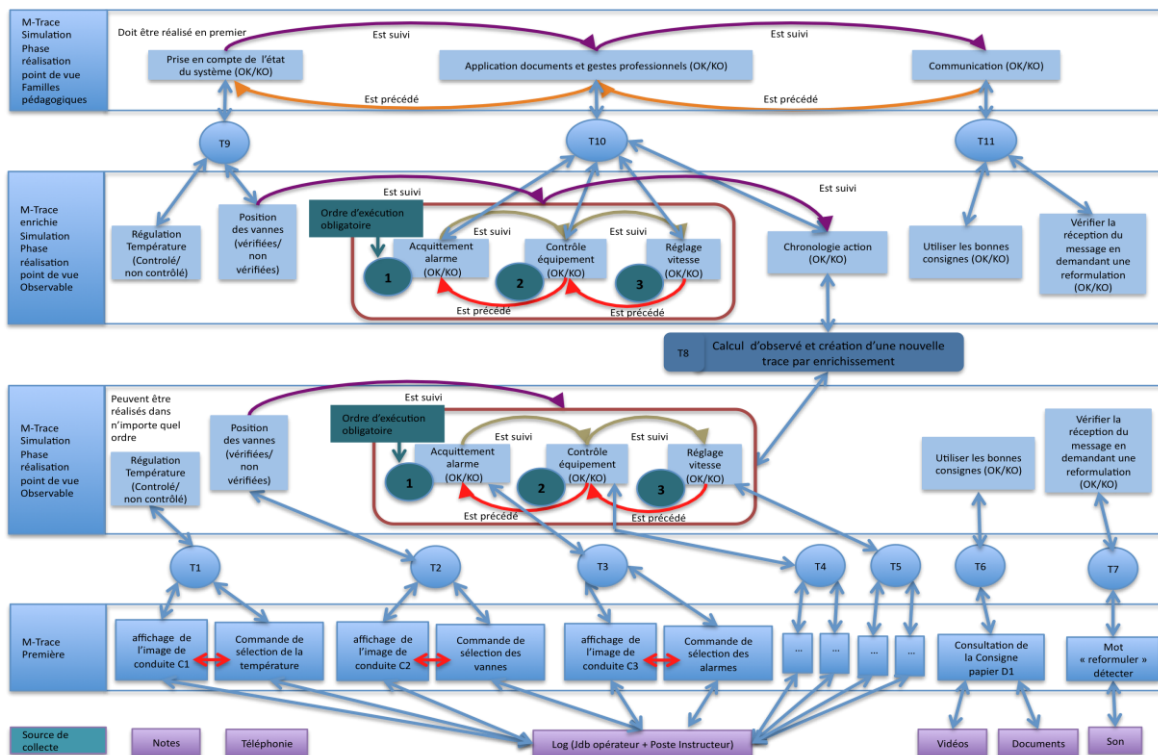 M-Trace
Simulation
Phase
réalisation
point de vue
Familles
pédagogiques
Doit être réalisé en premier
Est suivi
Est suivi
Prise en compte de l'état
du système (OK/KO)
Application documents et gestes professionnels (OK/KO)
Communication (OK/KO)
Est précédé
Est précédé
T9
T10
T11
M-Trace
enrichie
Simulation
Phase
réalisation
point de vue
Observable
Régulation
Température
(Controlé/
non contrôlé)
Position
des vannes
(vérifiées/
non
vérifiées)
Est suivi
Est suivi
Ordre d'exécution
obligatoire
Est suivi
Est suivi
Acquittement
alarme
(OK/KO)
Contrôle
équipement
(OK/KO)
Réglage
vitesse
(OK/KO)
1
2
3
Est précédé
Est précédé
Chronologie action
(OK/KO)
Utiliser les bonnes
consignes (OK/KO)
Vérifier la
réception du
message en
demandant une
reformulation
(OK/KO)
T8
Calcul d'observé et création d'une nouvelle
trace par enrichissement
M-Trace
Simulation
Phase
réalisation
point de vue
Observable
Peuvent être
réalisés dans
n'importe quel
ordre
Régulation
Température
(Controlé/
non contrôlé)
Position
des vannes
(vérifiées/
non
vérifiées)
Est suivi
Ordre d'exécution
obligatoire
Est suivi
Est suivi
Acquittement
alarme
(OK/KO)
Contrôle
équipement
(OK/KO)
Réglage
vitesse
(OK/KO)
1
2
3
Est précédé
Est précédé
Utiliser les bonnes
consignes (OK/KO)
Vérifier la
réception du
message en
demandant une
reformulation
(OK/KO)
T1
T2
T3
T4
T5
T6
T7
M-Trace
Première
affichage de
l'image de
conduite C1
Commande de
sélection de la
température
affichage de
l'image de
conduite C2
Commande de
sélection des
vannes
affichage de
l'image de
conduite C3
Commande de
sélection des
alarmes
...
...
...
...
Consultation de
la Consigne
papier D1
Mot
« reformuler »
détecter
Source de
collecte
Notes
Téléphonie
Log (Jdb opérateur + Poste Instructeur)
Vidéos
Documents
Son